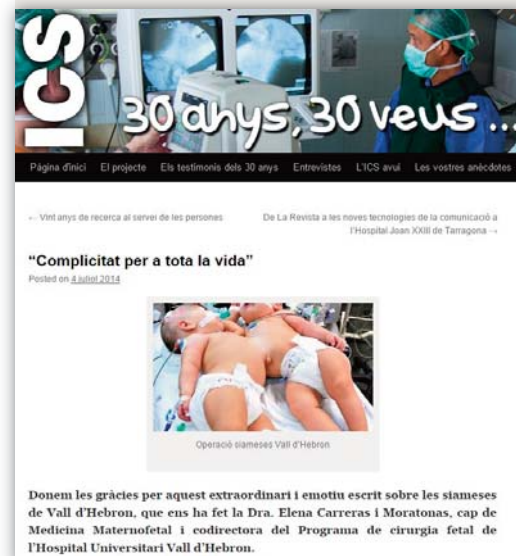 ICS
30 anys, 30 veus ...
Pàgina d'inici El projecte Els testimonis dels 30 anys Entrevistes L'ICS avui Les vostres anècdotes
← Vint anys de recerca al servei de les persones
De La Revista a les noves tecnologies de la comunicació a
l'Hospital Joan XXIII de Tarragona →
“Complicitat per a tota la vida”
Posted on 4 juliol 2014
Operació siameses Vall d'Hebron
Donem les gràcies per aquest extraordinari i emotiu escrit sobre les siameses
de Vall d'Hebron, que ens ha fet la Dra. Elena Carreras i Moratonas, cap de
Medicina Maternofetal i codirectora del Programa de cirurgia fetal de
l'Hospital Universitari Vall d'Hebron.